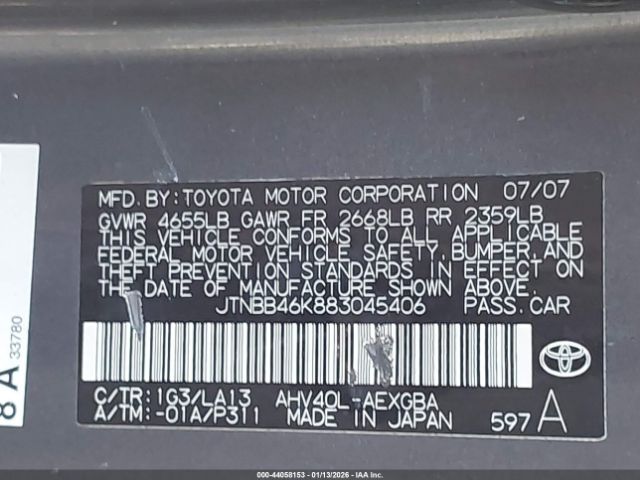 MFD. BY: TOYOTA MOTOR CORPORATION 07/07
GVWR 4655LB GAWR FR 2668LB RR 2359LB
THIS VEHICLE CONFORMS TO ALL APPLICABLE
FEDERAL MOTOR VEHICLE SAFETY, BUMPER, AND
THEFT PREVENTION STANDARDS IN EFFECT ON
THE DATE OF MANUFACTURE SHOWN ABOVE.
JTNBB46K883045406 PASS. CAR
C/TR: 1G3/LA13 AHV40L-AEXGBA
A/TM: -01A/P311 MADE IN JAPAN 597 A
8 A 33780
000-44058153 - 01/13/2026 - IAAI, Copart